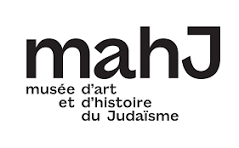 mahJ
musée d'art
et d'histoire
du Judaïsme